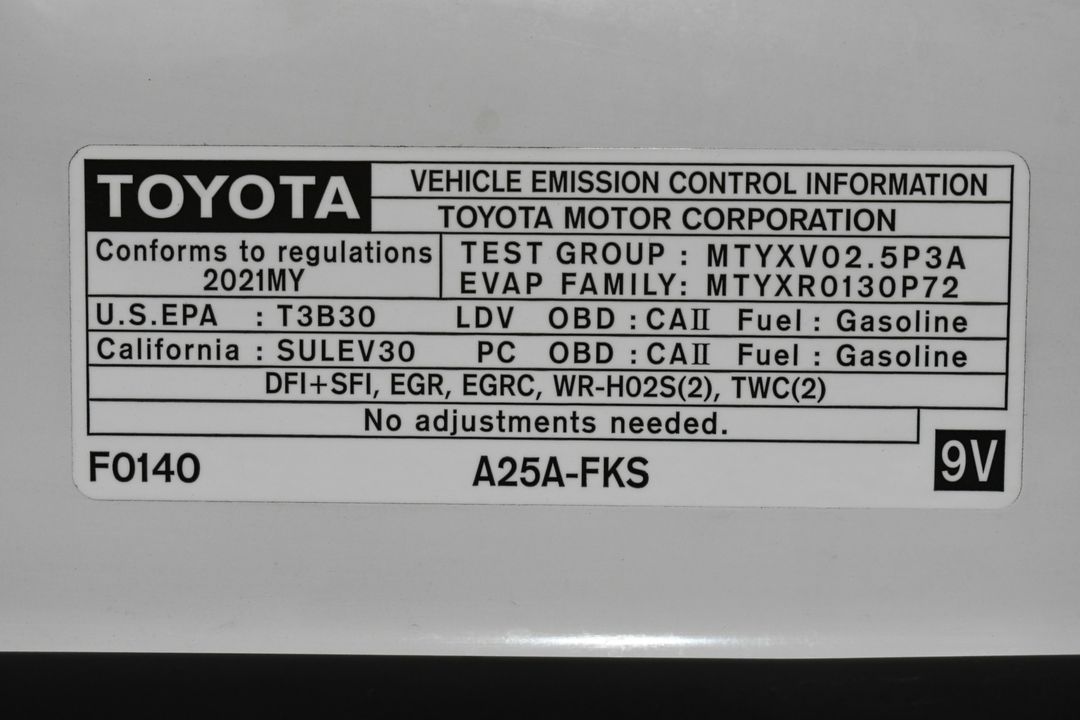 TOYOTA
VEHICLE EMISSION CONTROL INFORMATION
TOYOTA MOTOR CORPORATION
Conforms to regulations
2021MY
TEST GROUP : MTYXV02.5P3A
EVAP FAMILY: MTYXR0130P72
U.S.EPA : T3B30 LDV OBD : CAⅡ Fuel : Gasoline
California : SULEV30 PC OBD : CAⅡ Fuel : Gasoline
DFI+SFI, EGR, EGRC, WR-HO2S(2), TWC(2)
No adjustments needed.
F0140 A25A-FKS 9V